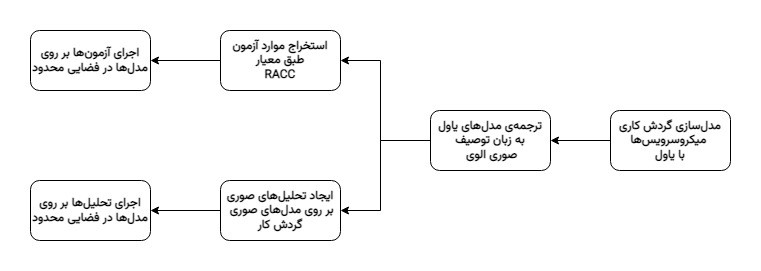 مدل‌سازی گردش کاری
میکروسرویس‌ها
با یاول
ترجمه‌ی مدل‌های یاول
به زبان توصیف
صوری الوی
استخراج موارد آزمون
طبق معیار
RACC
اجرای آزمون‌ها بر روی
مدل‌ها در فضایی محدود
ایجاد تحلیل‌های صوری
بر روی مدل‌های صوری
گردش کار
اجرای تحلیل‌ها بر روی
مدل‌ها در فضایی محدود